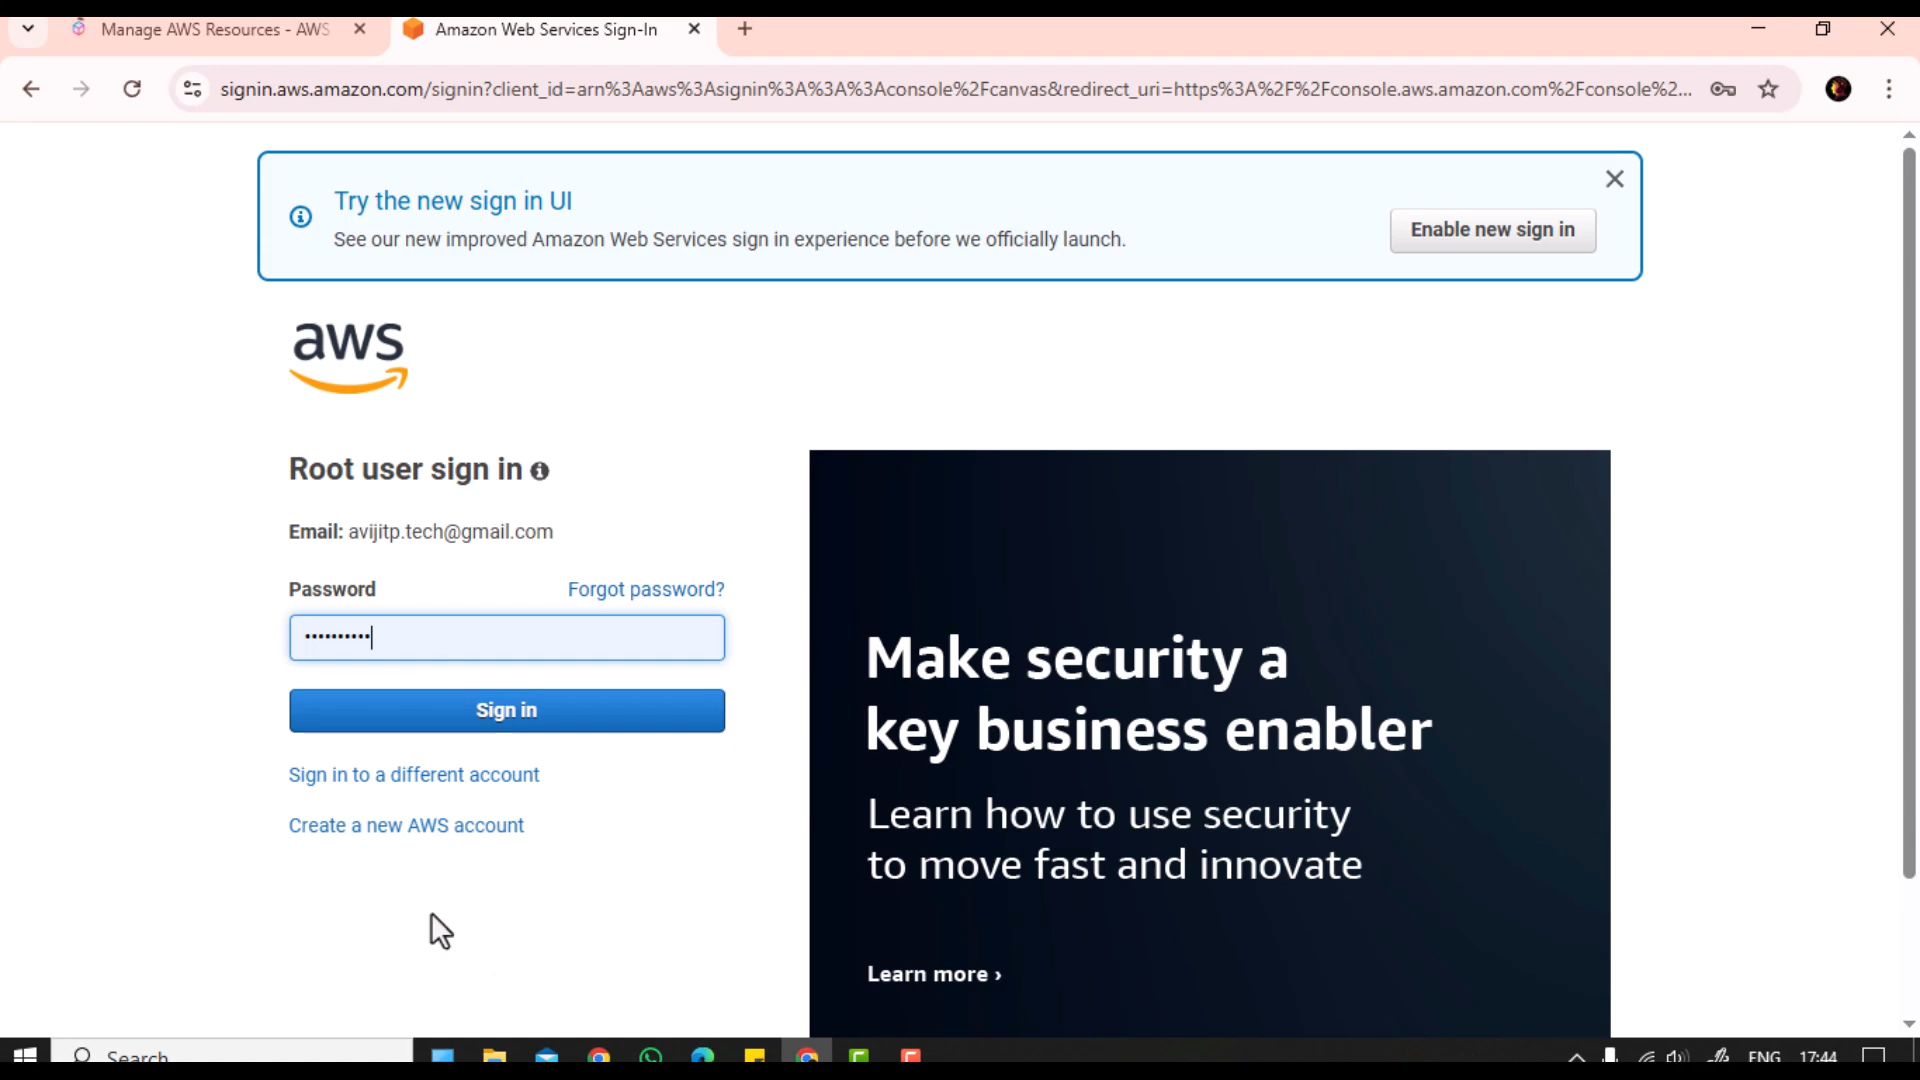 Manage AWS Resources - AWS
Amazon Web Services Sign-In
signin.aws.amazon.com/signin?client_id=arn%3Aaws%3Asignin%3A%3A%3Aconsole%2Fcanvas&redirect_uri=https%3A%2F%2Fconsole.aws.amazon.com%2Fconsole%2...
Try the new sign in UI
See our new improved Amazon Web Services sign in experience before we officially launch.
Enable new sign in
aws
Root user sign in
Email: avijitp.tech@gmail.com
Password
Forgot password?
••••••••••
Sign in
Sign in to a different account
Create a new AWS account
Make security a
key business enabler
Learn how to use security
to move fast and innovate
Learn more ›
Search
ENG
17:44